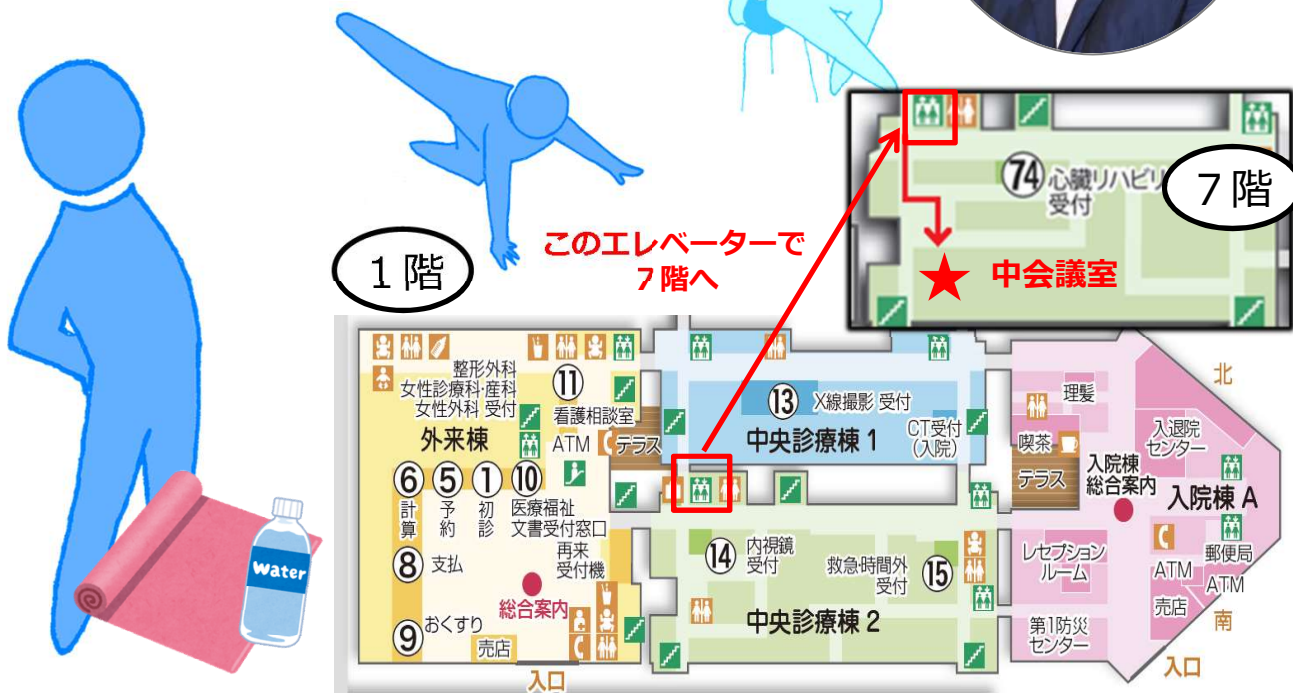 74
心臓リハビリ
受付
7階
1階
このエレベーターで
7階へ
中会議室
整形外科
女性診療科・産科
女性外科 受付
11
看護相談室
外来棟
ATM
テラス
6
計算
5
予約
1
初診
10
医療福祉
文書受付窓口
再来
受付機
8
支払
総合案内
9
おくすり
売店
入口
13
X線撮影 受付
CT受付
(入院)
中央診療棟 1
14
内視鏡
受付
救急・時間外
受付
15
中央診療棟 2
北
理髪
喫茶
テラス
入退院
センター
入院棟
総合案内
入院棟 A
レセプション
ルーム
ATM
郵便局
ATM
売店
南
第1防災
センター
入口
Water